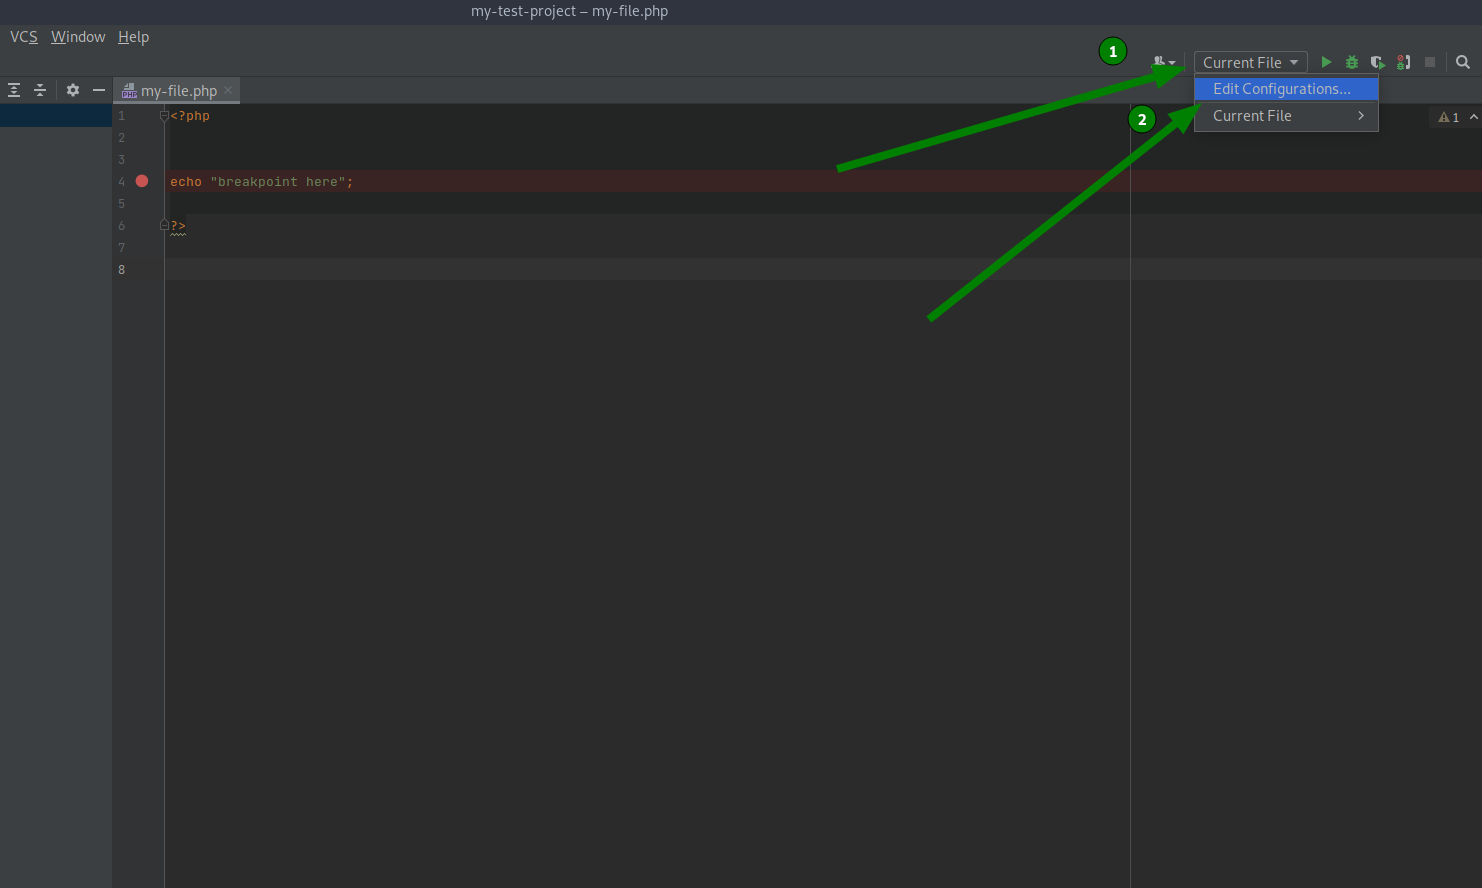 my-test-project – my-file.php
VCS Window Help
1
Current File
my-file.php
Edit Configurations...
2
Current File
1
1 <?php
2
3
4 echo "breakpoint here";
5
6 ?>
7
8